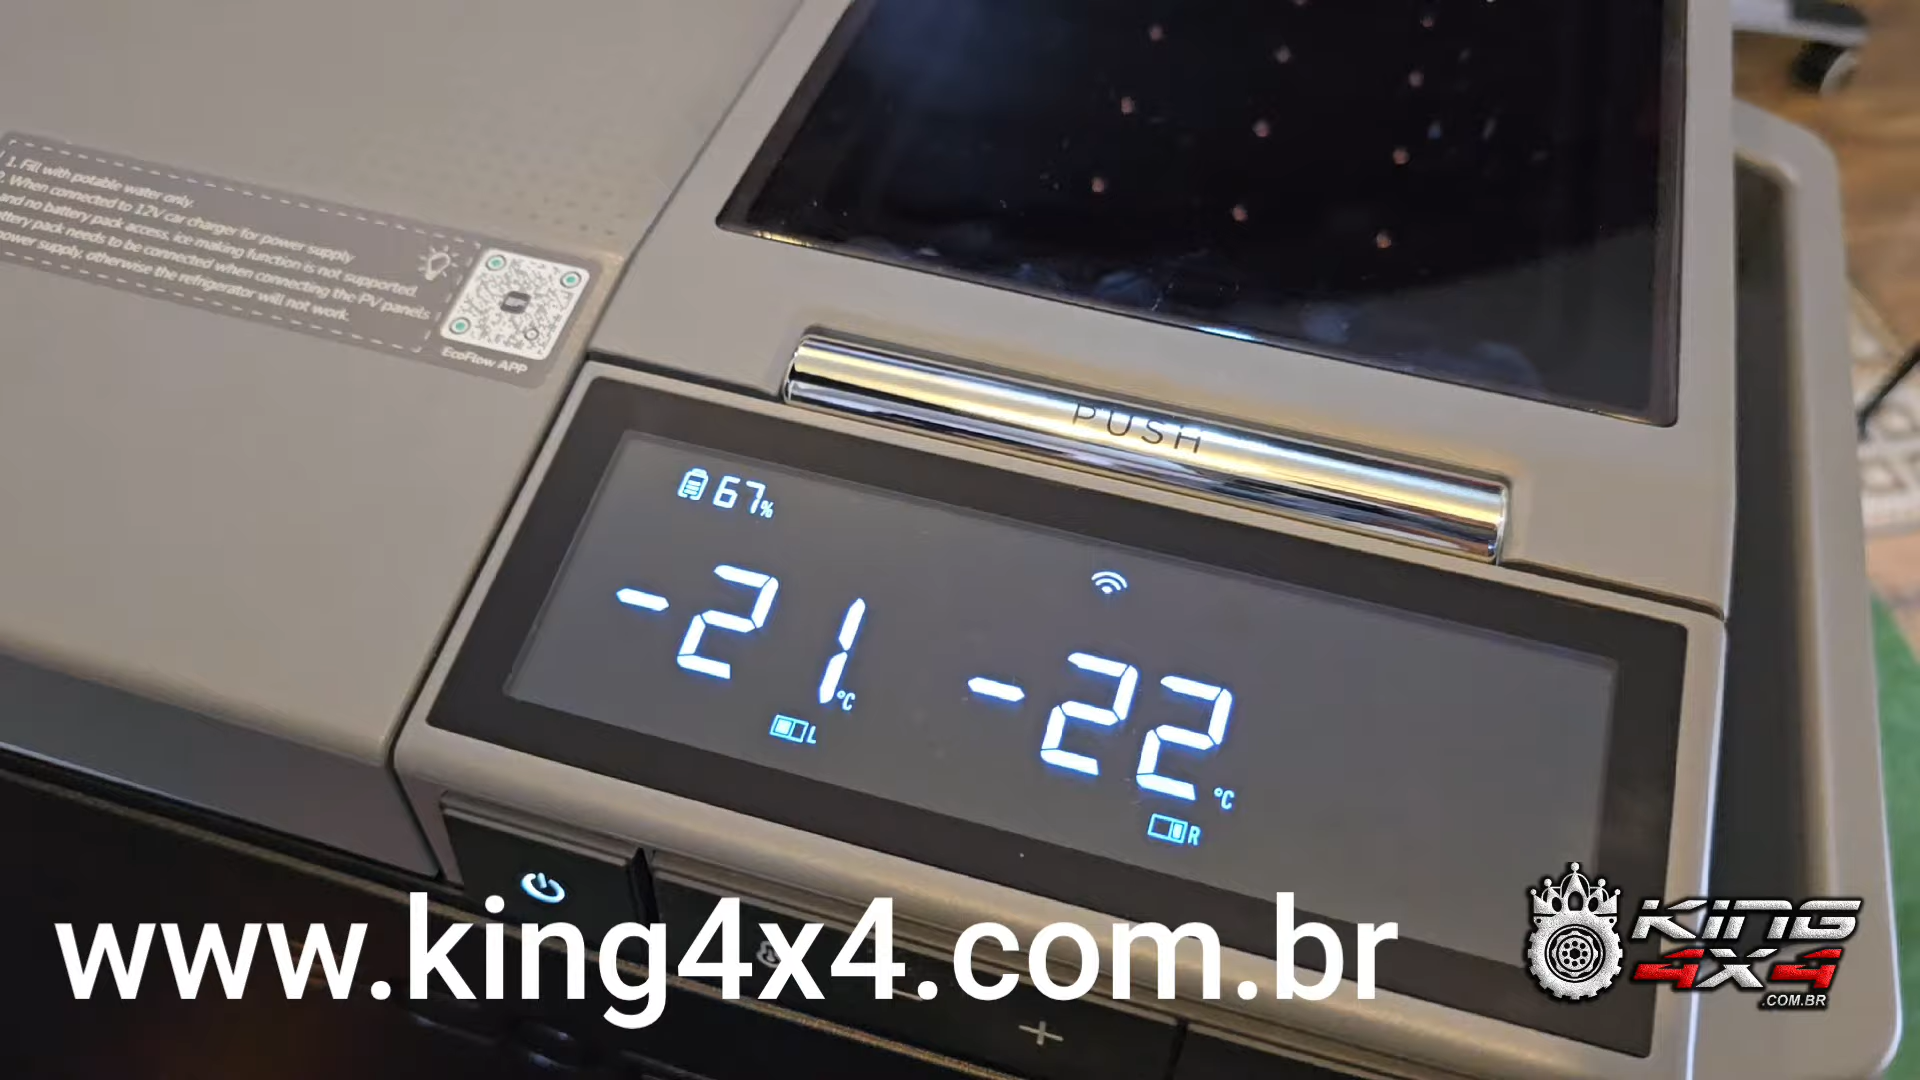 1. Fill with potable water only.
2. When connected to 12V car charger for power supply
and no battery pack access, ice making function is not supported.
attery pack needs to be connected when connecting the PV panels
power supply, otherwise the refrigerator will not work.
EcoFlow APP
PUSH
67%
-21°C
L
-22°C
R
www.king4x4.com.br
KING
4X4
.COM.BR